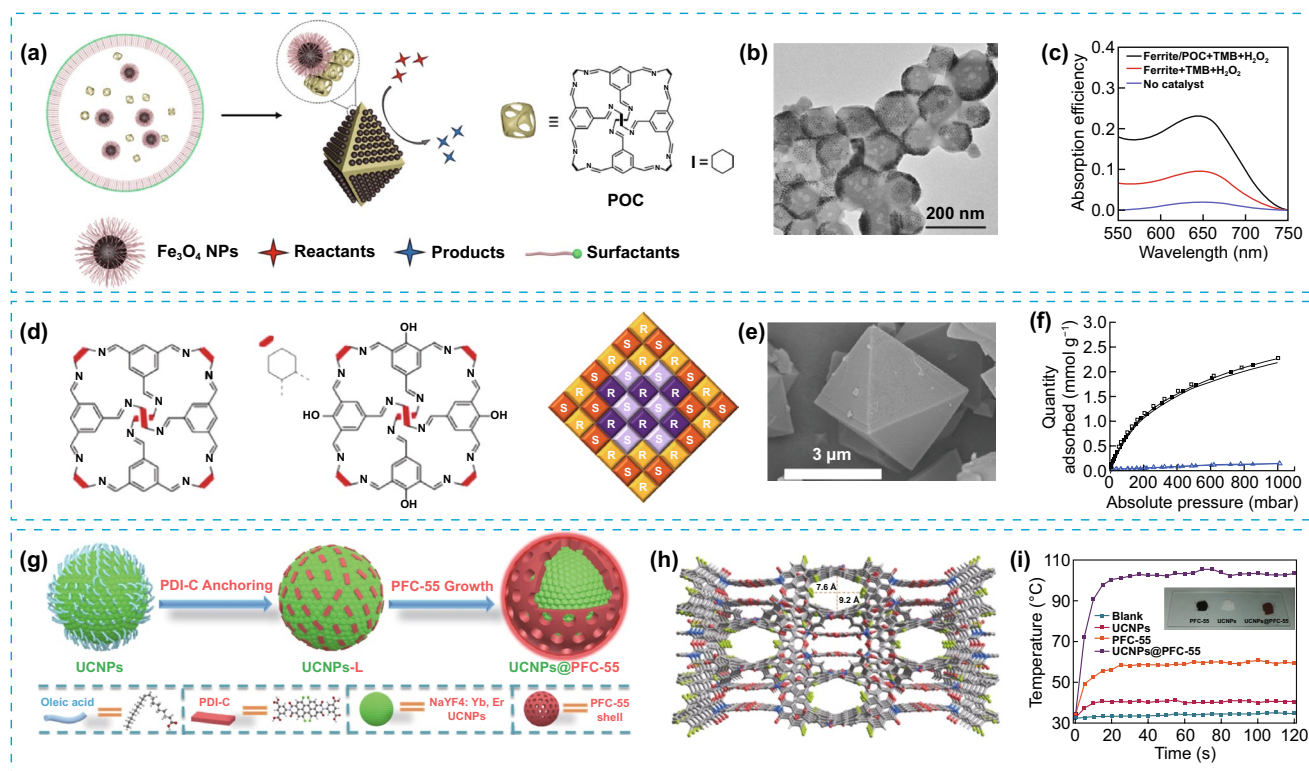 (a)
POC
I =
Fe₃O₄ NPs
Reactants
Products
Surfactants
(b)
200 nm
(c)
Absorption efficiency
0.4
0.3
0.2
0.1
0.0
Ferrite/POC+TMB+H₂O₂
Ferrite+TMB+H₂O₂
No catalyst
550 600 650 700 750
Wavelength (nm)
(d)
OH
HO
OH
OH
(e)
3 μm
(f)
Quantity
adsorbed (mmol g⁻¹)
3.0
2.5
2.0
1.5
1.0
0.5
0.0
0 200 400 600 800 1000
Absolute pressure (mbar)
(g)
PDI-C Anchoring
PFC-55 Growth
UCNPs
UCNPs-L
UCNPs@PFC-55
Oleic acid
PDI-C
NaYF4: Yb, Er
UCNPs
PFC-55
shell
(h)
7.6 Å
9.2 Å
(i)
Temperature (°C)
110
90
70
50
30
Blank
UCNPs
PFC-55
UCNPs@PFC-55
PFC-55 UCNPs UCNPs@PFC-55
0 20 40 60 80 100 120
Time (s)